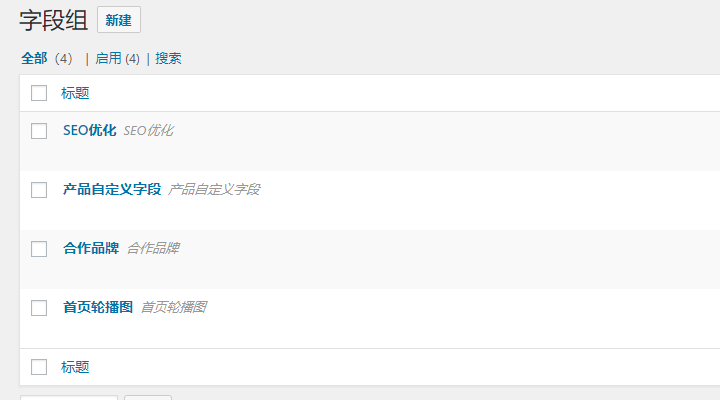 字段组 新建
全部（4） | 启用 (4) | 搜索
标题
SEO优化 SEO优化
产品自定义字段 产品自定义字段
合作品牌 合作品牌
首页轮播图 首页轮播图
标题